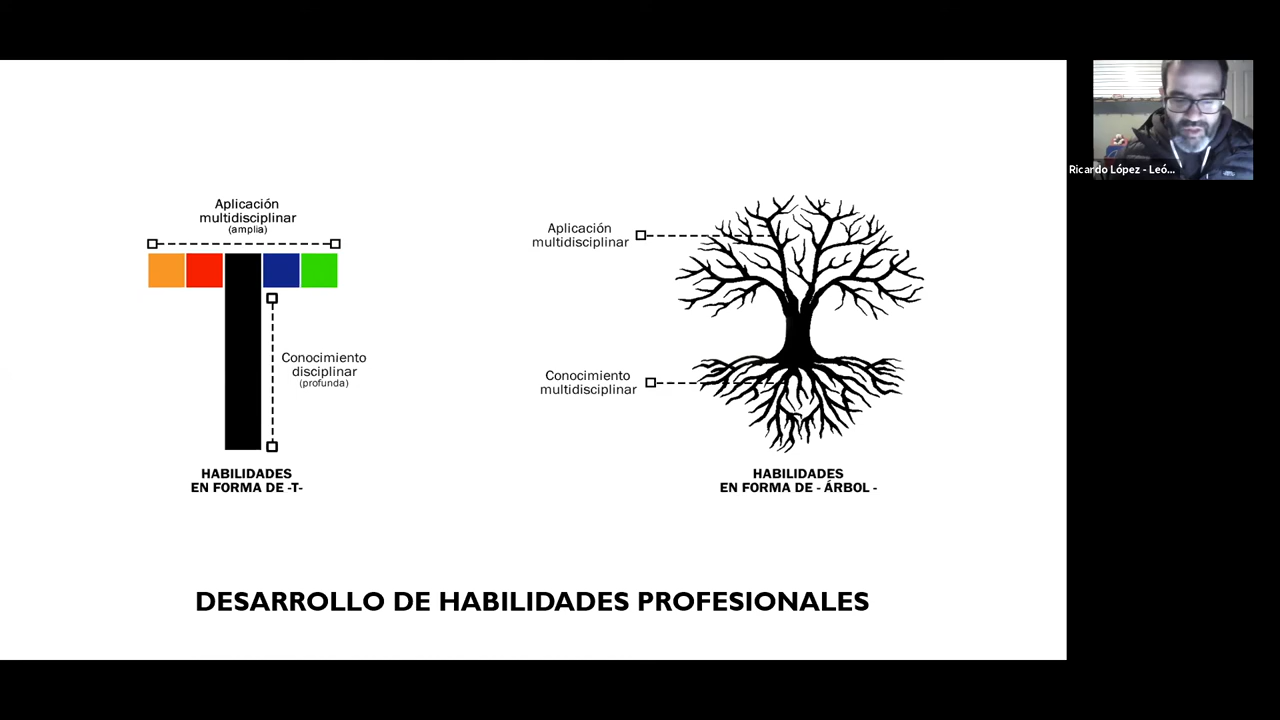 Aplicación
multidisciplinar
(amplia)
Conocimiento
disciplinar
(profunda)
HABILIDADES
EN FORMA DE -T-
Aplicación
multidisciplinar
Conocimiento
multidisciplinar
HABILIDADES
EN FORMA DE - ÁRBOL -
DESARROLLO DE HABILIDADES PROFESIONALES
Ricardo López - Leó...